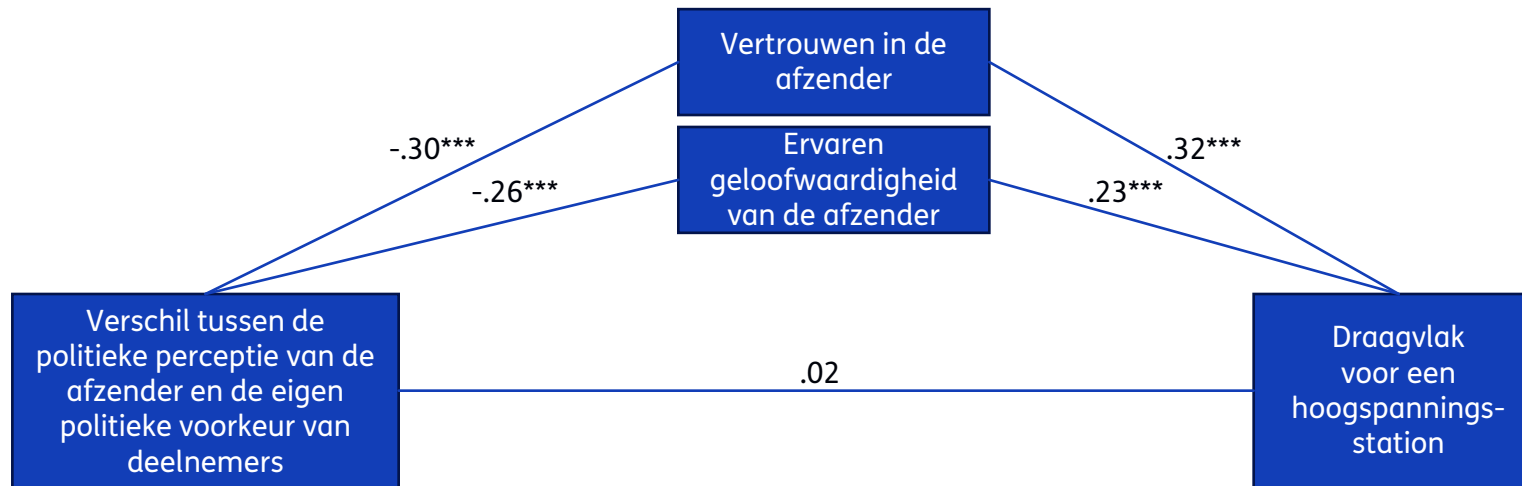 Vertrouwen in de
afzender
-.30***
.32***
Ervaren
geloofwaardigheid
van de afzender
-.26***
.23***
Verschil tussen de
politieke perceptie van de
afzender en de eigen
politieke voorkeur van
deelnemers
.02
Draagvlak
voor een
hoogspannings-
station